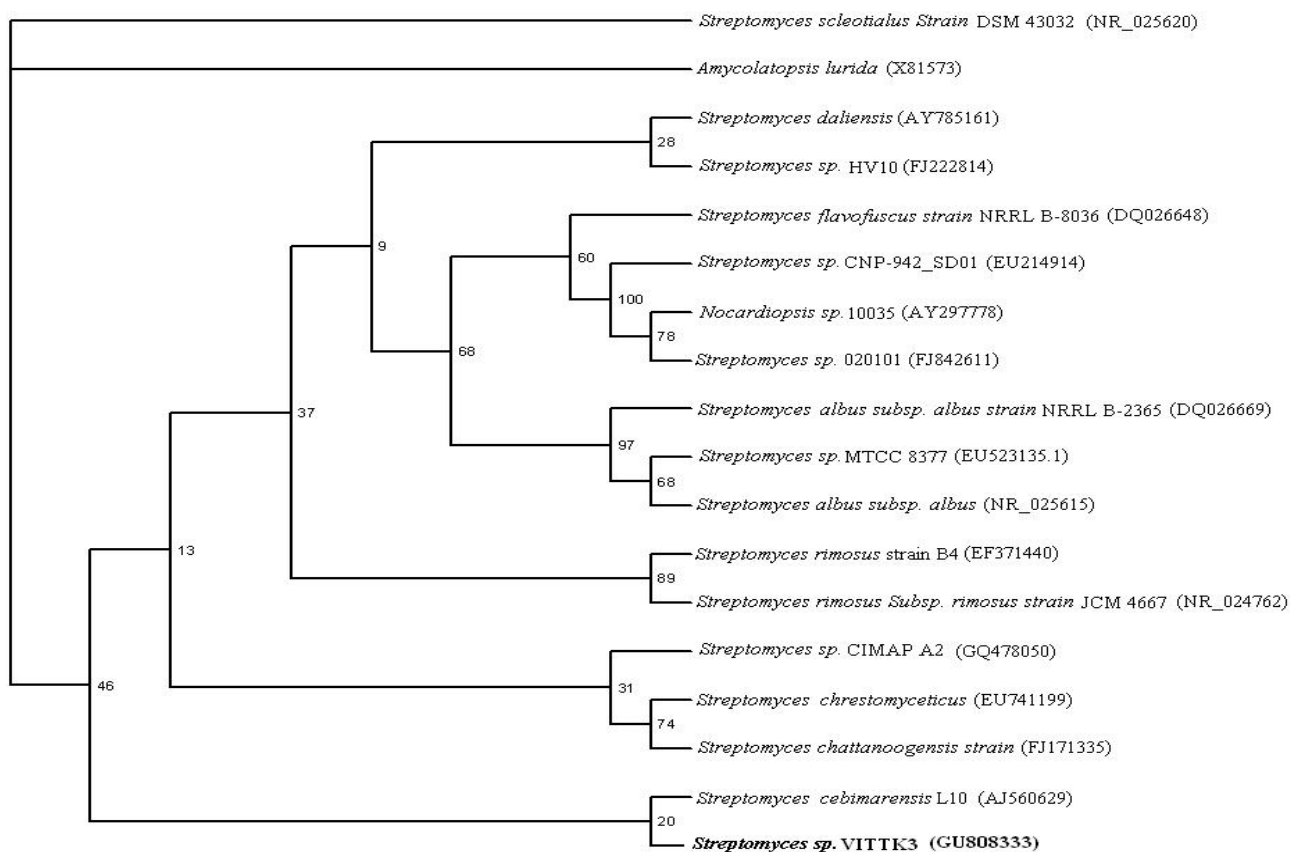 Streptomyces scleotialus Strain DSM 43032 (NR_025620)
Amycolatopsis lurida (X81573)
Streptomyces daliensis (AY785161)
28
Streptomyces sp. HV10 (FJ222814)
Streptomyces flavofuscus strain NRRL B-8036 (DQ026648)
9
60
Streptomyces sp. CNP-942_SD01 (EU214914)
100
Nocardiopsis sp. 10035 (AY297778)
78
68
Streptomyces sp. 020101 (FJ842611)
37
Streptomyces albus subsp. albus strain NRRL B-2365 (DQ026669)
97
Streptomyces sp. MTCC 8377 (EU523135.1)
68
Streptomyces albus subsp. albus (NR_025615)
13
Streptomyces rimosus strain B4 (EF371440)
89
Streptomyces rimosus Subsp. rimosus strain JCM 4667 (NR_024762)
Streptomyces sp. CIMAP A2 (GQ478050)
46
31
Streptomyces chrestomyceticus (EU741199)
74
Streptomyces chattanoogensis strain (FJ171335)
Streptomyces cebimarensis L10 (AJ560629)
20
Streptomyces sp. VITTK3 (GU808333)